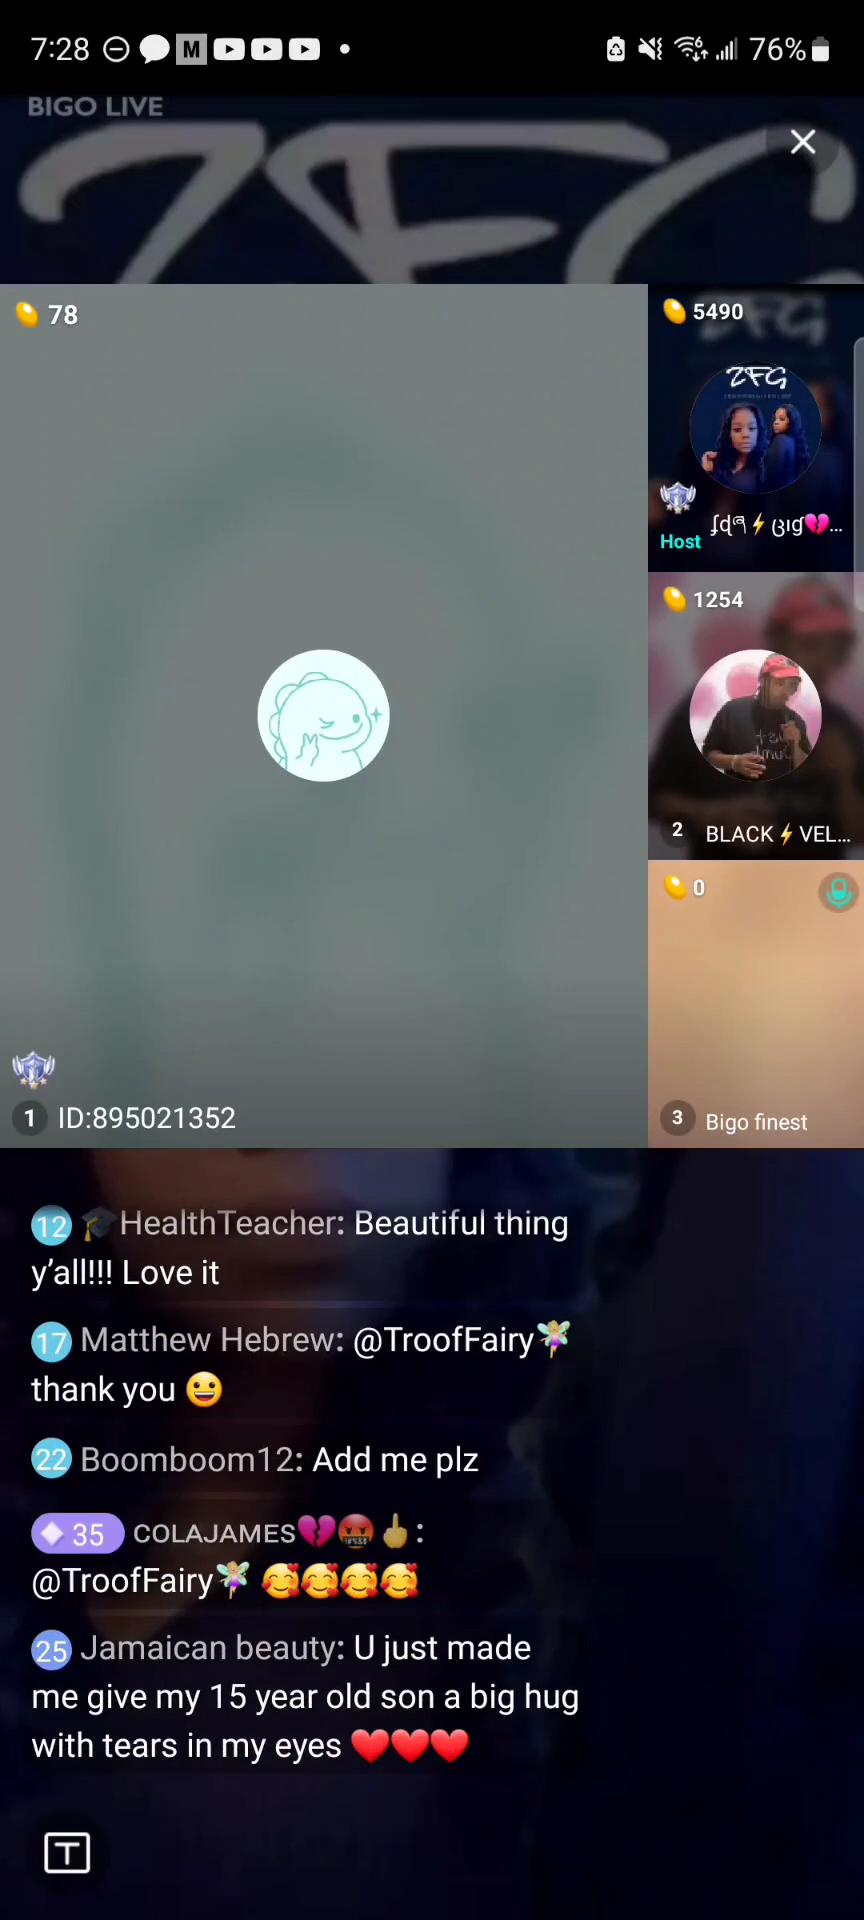 7:28
M
76%
BIGO LIVE
ZFG
78
5490
ZFG
ZFG
Host
1254
2 BLACK⚡VEL...
0
1 ID:895021352
3 Bigo finest
12 🎓HealthTeacher: Beautiful thing
y’all!!! Love it
17 Matthew Hebrew: @TroofFairy🧚
thank you 😀
22 Boomboom12: Add me plz
35 COLAJAMES💔🤬🖕:
@TroofFairy🧚 🥰🥰🥰🥰
25 Jamaican beauty: U just made
me give my 15 year old son a big hug
with tears in my eyes ❤️❤️❤️
T